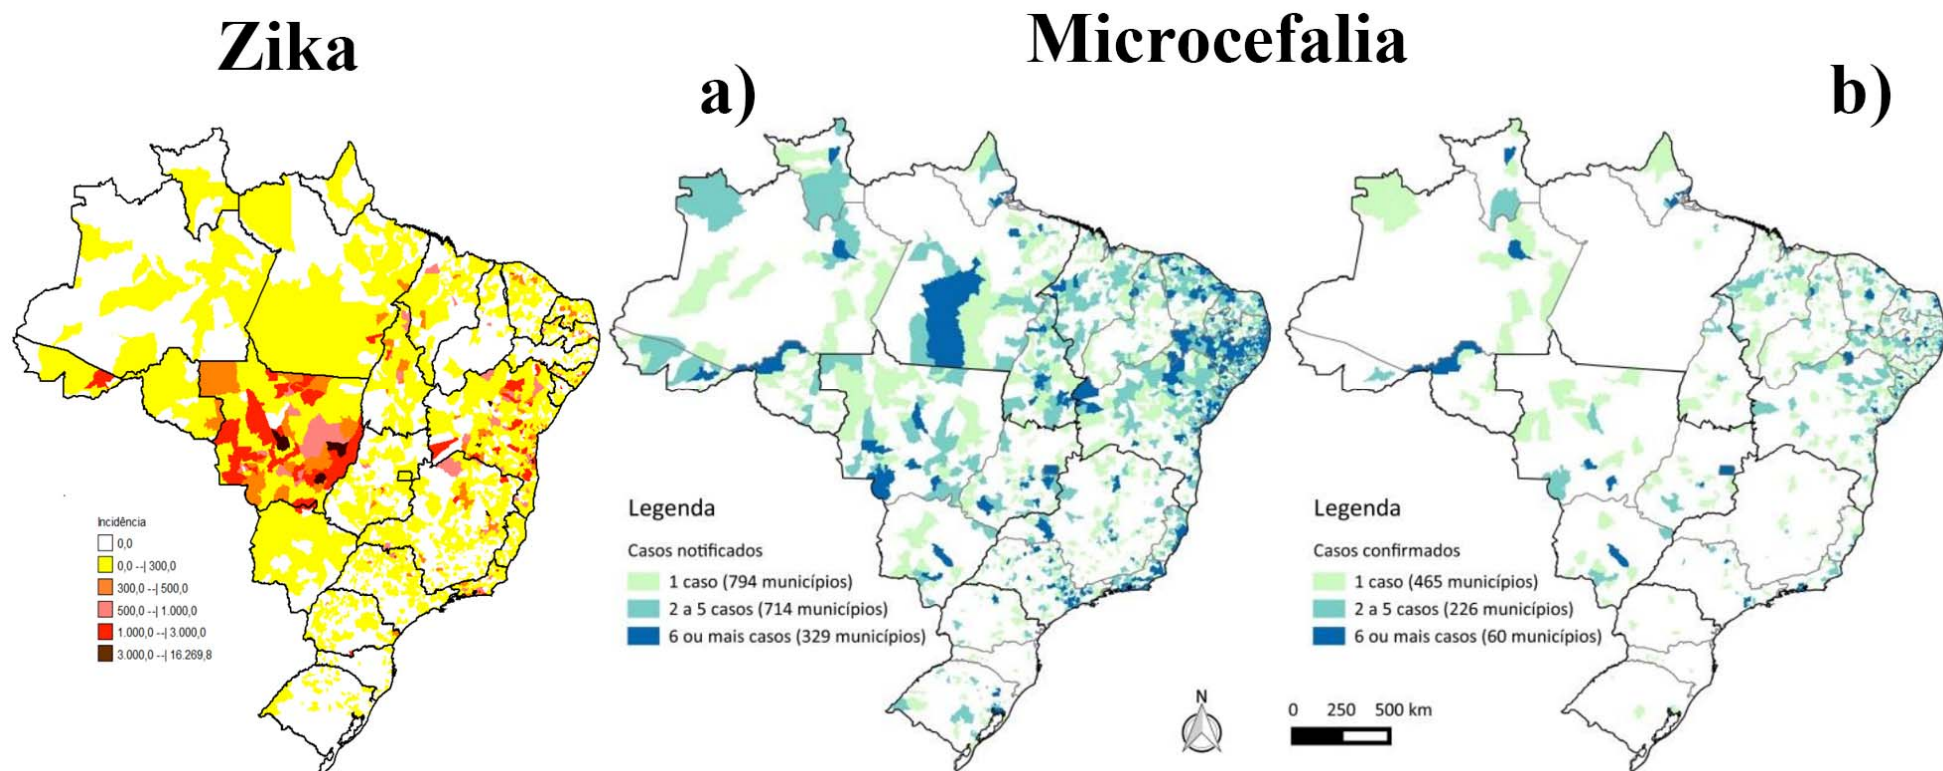 Zika
Microcefalia
a)
b)
Incidência
0,0
0,0 --| 300,0
300,0 --| 500,0
500,0 --| 1.000,0
1.000,0 --| 3.000,0
3.000,0 --| 16.269,8
Legenda
Casos notificados
1 caso (794 municípios)
2 a 5 casos (714 municípios)
6 ou mais casos (329 municípios)
Legenda
Casos confirmados
1 caso (465 municípios)
2 a 5 casos (226 municípios)
6 ou mais casos (60 municípios)
N
0 250 500 km